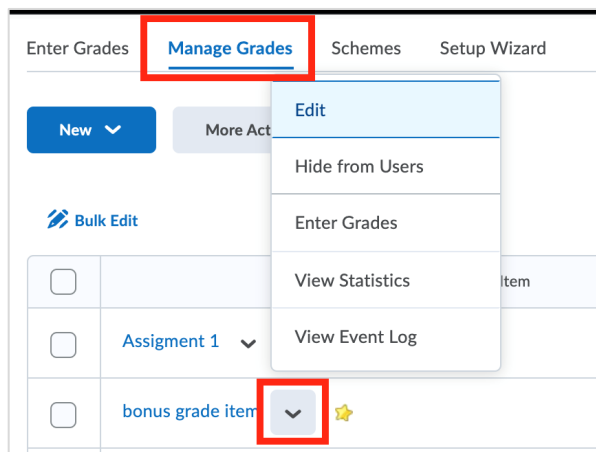 Enter Grades Manage Grades Schemes Setup Wizard
New More Act
Edit
Hide from Users
Enter Grades
View Statistics
View Event Log
Bulk Edit
Item
Assigment 1
bonus grade item